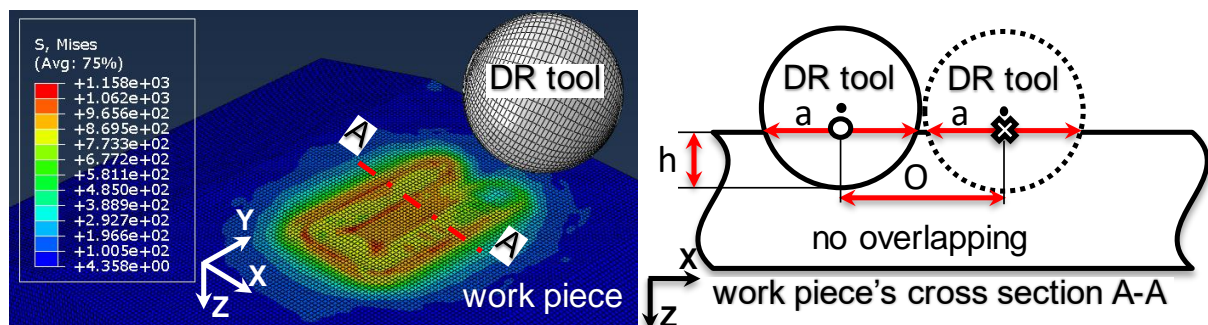 S, Mises
(Avg: 75%)
+1.158e+03
+1.062e+03
+9.656e+02
+8.695e+02
+7.733e+02
+6.772e+02
+5.811e+02
+4.850e+02
+3.889e+02
+2.927e+02
+1.966e+02
+1.005e+02
+4.358e+00
DR tool
A
A
Y
X
Z
work piece
DR tool
DR tool
a
a
h
O
no overlapping
X
Z
work piece's cross section A-A